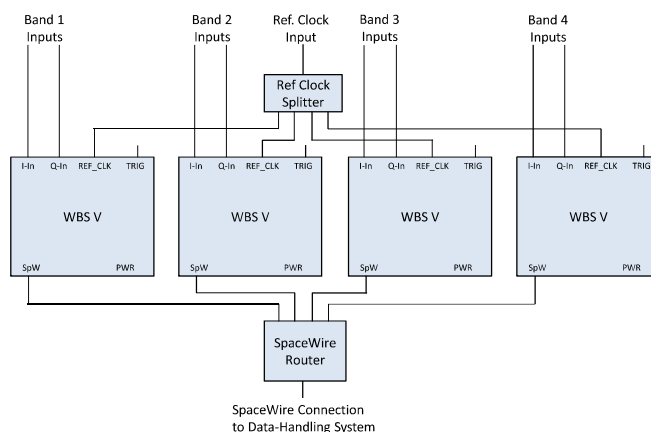 Band 1
Inputs
Band 2
Inputs
Ref. Clock
Input
Band 3
Inputs
Band 4
Inputs
Ref Clock
Splitter
I-In Q-In REF_CLK TRIG
WBS V
SpW PWR
I-In Q-In REF_CLK TRIG
WBS V
SpW PWR
I-In Q-In REF_CLK TRIG
WBS V
SpW PWR
I-In Q-In REF_CLK TRIG
WBS V
SpW PWR
SpaceWire
Router
SpaceWire Connection
to Data-Handling System